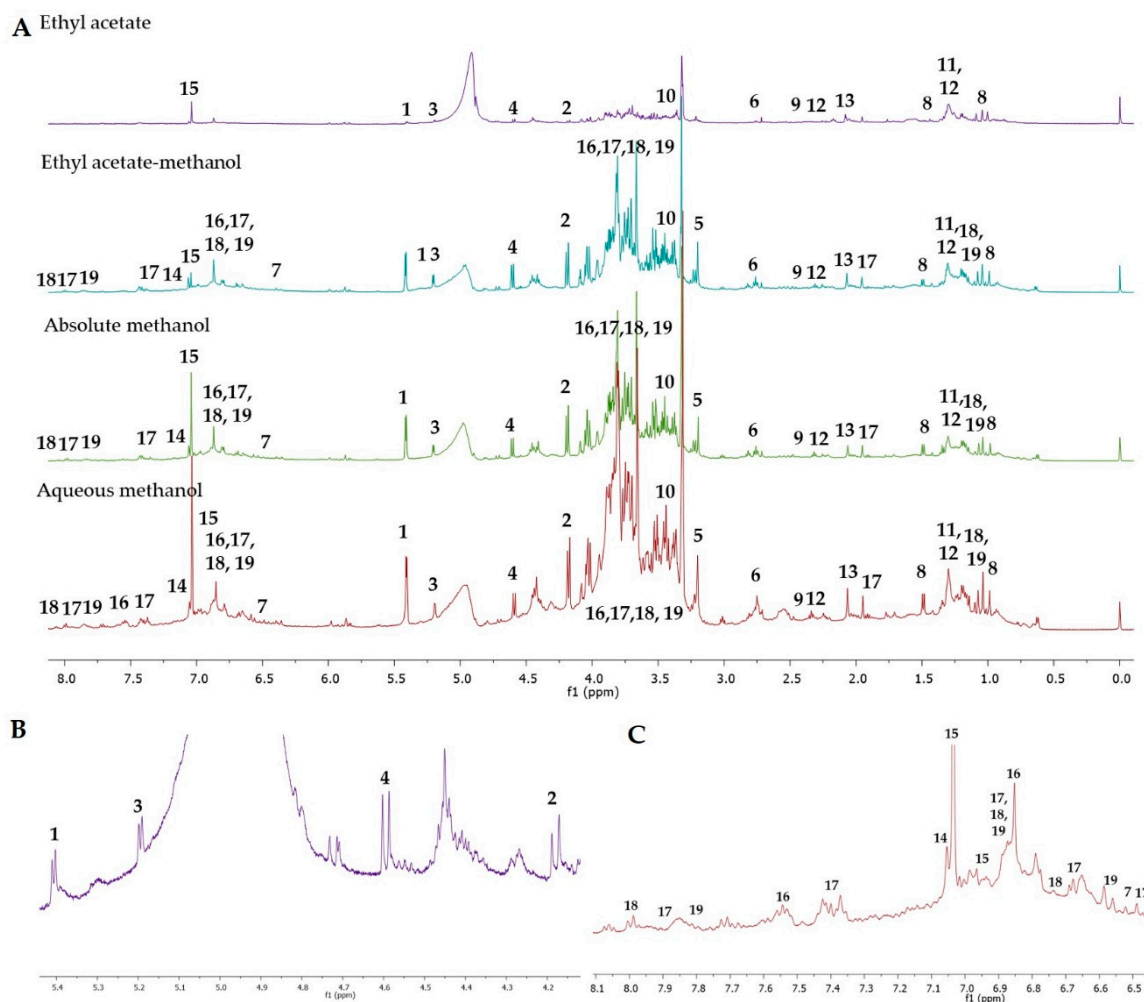 A Ethyl acetate
15 1 3 4 2 10 6 9 12 13 8 11, 8
12
Ethyl acetate-methanol
16,17,18, 19
18 17 19 17 14 15 16,17, 7 1 3 4 2 10 5 6 9 12 13 17 8 11, 18, 8
18, 19 12 19
Absolute methanol
16,17,18, 19
18 17 19 17 14 15 16,17, 7 1 3 4 2 10 5 6 9 12 13 17 8 11, 18, 8
18, 19 12 19
Aqueous methanol
18 17 19 16 17 14 15 16,17, 7 1 3 4 2 10 5 6 9 12 13 17 8 11, 18, 8
18, 19 12 19
16,17,18, 19
8.0 7.5 7.0 6.5 6.0 5.5 5.0 4.5 4.0 3.5 3.0 2.5 2.0 1.5 1.0 0.5 0.0
f1 (ppm)
B
1 3 4 2
5.4 5.3 5.2 5.1 5.0 4.9 4.8 4.7 4.6 4.5 4.4 4.3 4.2
f1 (ppm)
C
15
16
17,
18,
19
14 15 18 17 19 7
18 17 19 16 17
8.1 8.0 7.9 7.8 7.7 7.6 7.5 7.4 7.3 7.2 7.1 7.0 6.9 6.8 6.7 6.6 6.5
f1 (ppm)